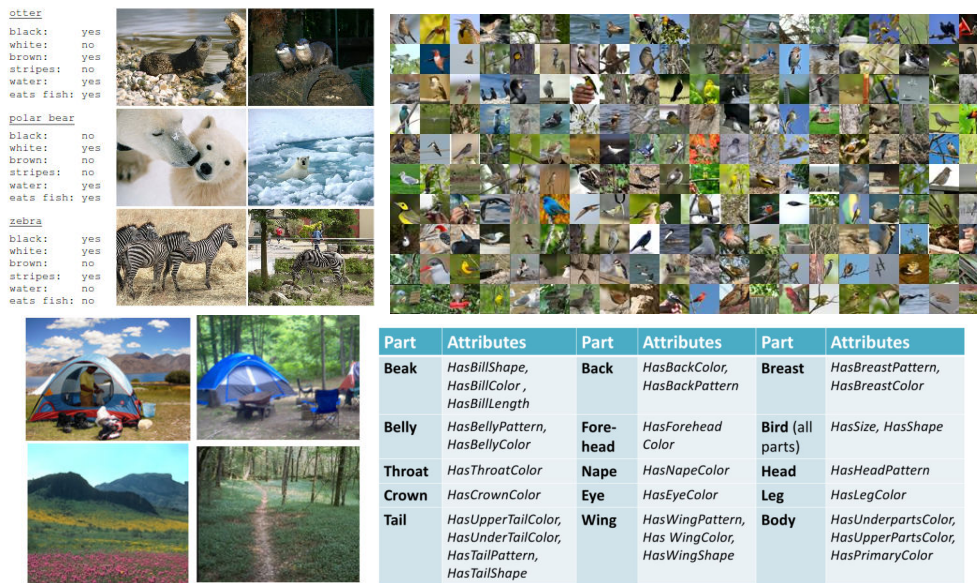 otter
black: yes
white: no
brown: yes
stripes: no
water: yes
eats fish: yes
polar bear
black: no
white: yes
brown: no
stripes: no
water: yes
eats fish: yes
zebra
black: yes
white: yes
brown: no
stripes: yes
water: no
eats fish: no
Part Attributes Part Attributes Part Attributes
Beak HasBillShape, Back HasBackColor, Breast HasBreastPattern,
HasBillColor , HasBackPattern HasBreastColor
HasBillLength
Belly HasBellyPattern, Fore- HasForehead Bird (all HasSize, HasShape
HasBellyColor head Color parts)
Throat HasThroatColor Nape HasNapeColor Head HasHeadPattern
Crown HasCrownColor Eye HasEyeColor Leg HasLegColor
Tail HasUpperTailColor, Wing HasWingPattern, Body HasUnderpartsColor,
HasUnderTailColor, Has WingColor, HasUpperPartsColor,
HasTailPattern, HasWingShape HasPrimaryColor
HasTailShape